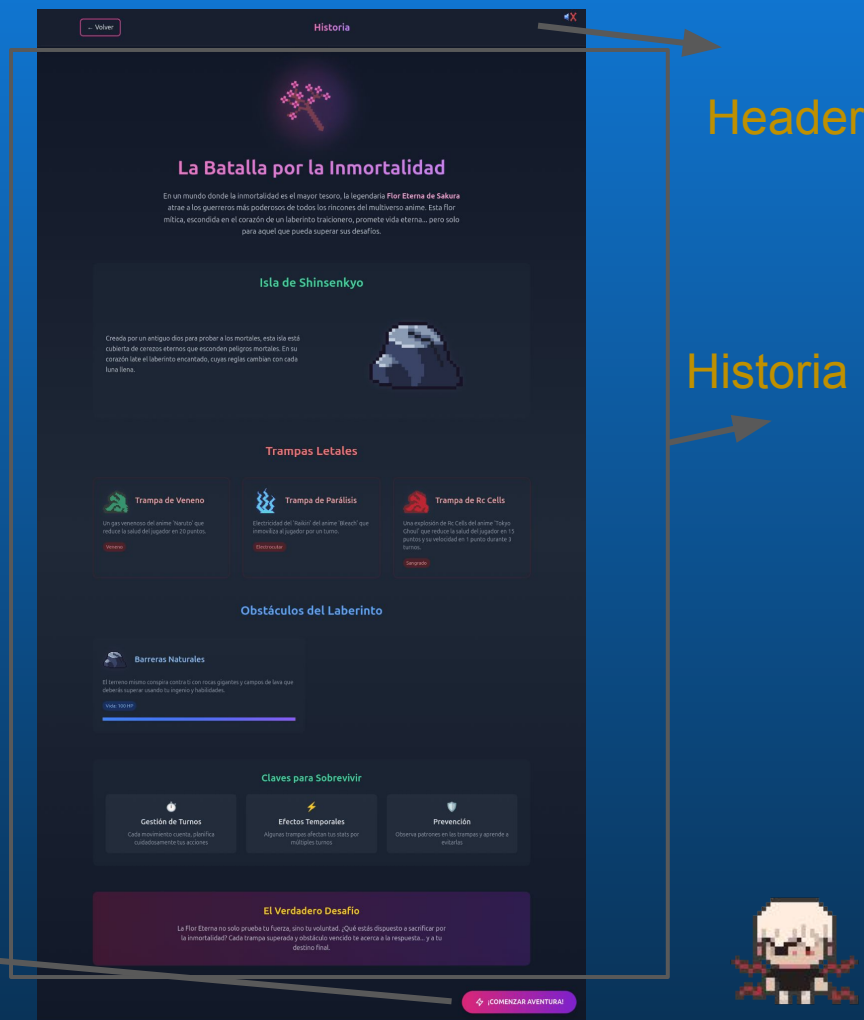 ← Volver
Historia
Header
La Batalla por la Inmortalidad
En un mundo donde la inmortalidad es el mayor tesoro, la legendaria Flor Eterna de Sakura
atrae a los guerreros más poderosos de todos los rincones del multiverso anime. Esta flor
mítica, escondida en el corazón de un laberinto traicionero, promete vida eterna... pero solo
para aquel que pueda superar sus desafíos.
Isla de Shinsenkyo
Creada por un antiguo dios para probar a los mortales, esta isla está
cubierta de cerezos eternos que esconden peligros mortales. En su
corazón late el laberinto encantado, cuyas reglas cambian con cada
luna llena.
Historia
Trampas Letales
Trampa de Veneno
Un gas venenoso del anime 'Naruto' que
reduce la salud del jugador en 20 puntos.
Veneno
Trampa de Parálisis
Electricidad del 'Raikiri' del anime 'Bleach' que
inmoviliza al jugador por un turno.
Electrocutar
Trampa de Rc Cells
Una explosión de Rc Cells del anime 'Tokyo
Ghoul' que reduce la salud del jugador en 15
puntos y su velocidad en 1 punto durante 3
turnos.
Sangrado
Obstáculos del Laberinto
Barreras Naturales
El terreno mismo conspira contra ti con rocas gigantes y campos de lava que
deberás superar usando tu ingenio y habilidades.
Vida: 100 HP
Claves para Sobrevivir
Gestión de Turnos
Cada movimiento cuenta, planifica
cuidadosamente tus acciones
Efectos Temporales
Algunas trampas afectan tus stats por
múltiples turnos
Prevención
Observa patrones en las trampas y aprende a
evitarlas
El Verdadero Desafío
La Flor Eterna no solo prueba tu fuerza, sino tu voluntad. ¿Qué estás dispuesto a sacrificar por
la inmortalidad? Cada trampa superada y obstáculo vencido te acerca a la respuesta... y a tu
destino final.
¡COMENZAR AVENTURA!